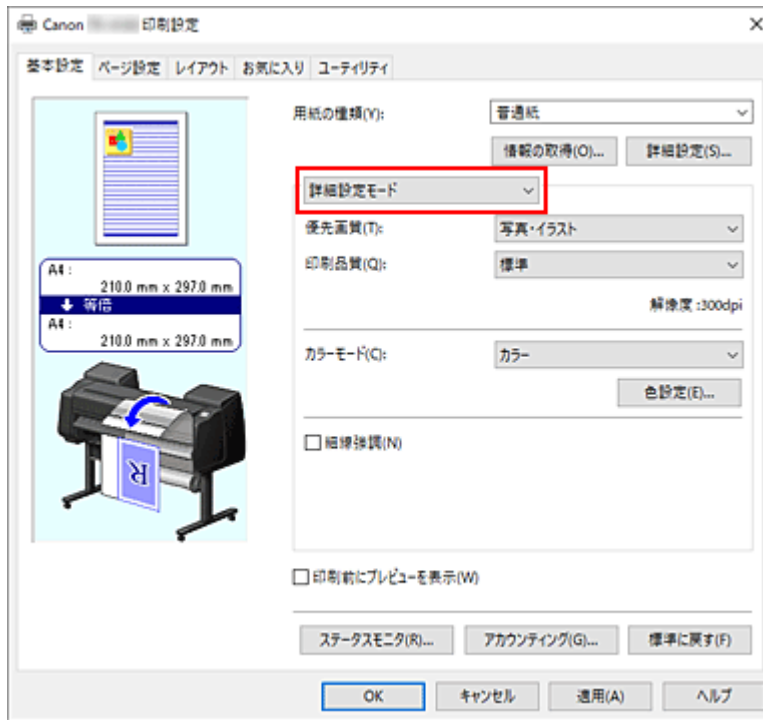 Canon 印刷設定
基本設定 ページ設定 レイアウト お気に入り ユーティリティ
用紙の種類(Y): 普通紙
情報の取得(O)... 詳細設定(S)...
詳細設定モード
優先画質(T): 写真・イラスト
印刷品質(Q): 標準
解像度 :300dpi
カラーモード(C): カラー
色設定(E)...
細線強調(N)
A4 :
210.0 mm x 297.0 mm
等倍
A4 :
210.0 mm x 297.0 mm
R
印刷前にプレビューを表示(W)
ステータスモニタ(R)... アカウンティング(G)... 標準に戻す(F)
OK キャンセル 適用(A) ヘルプ